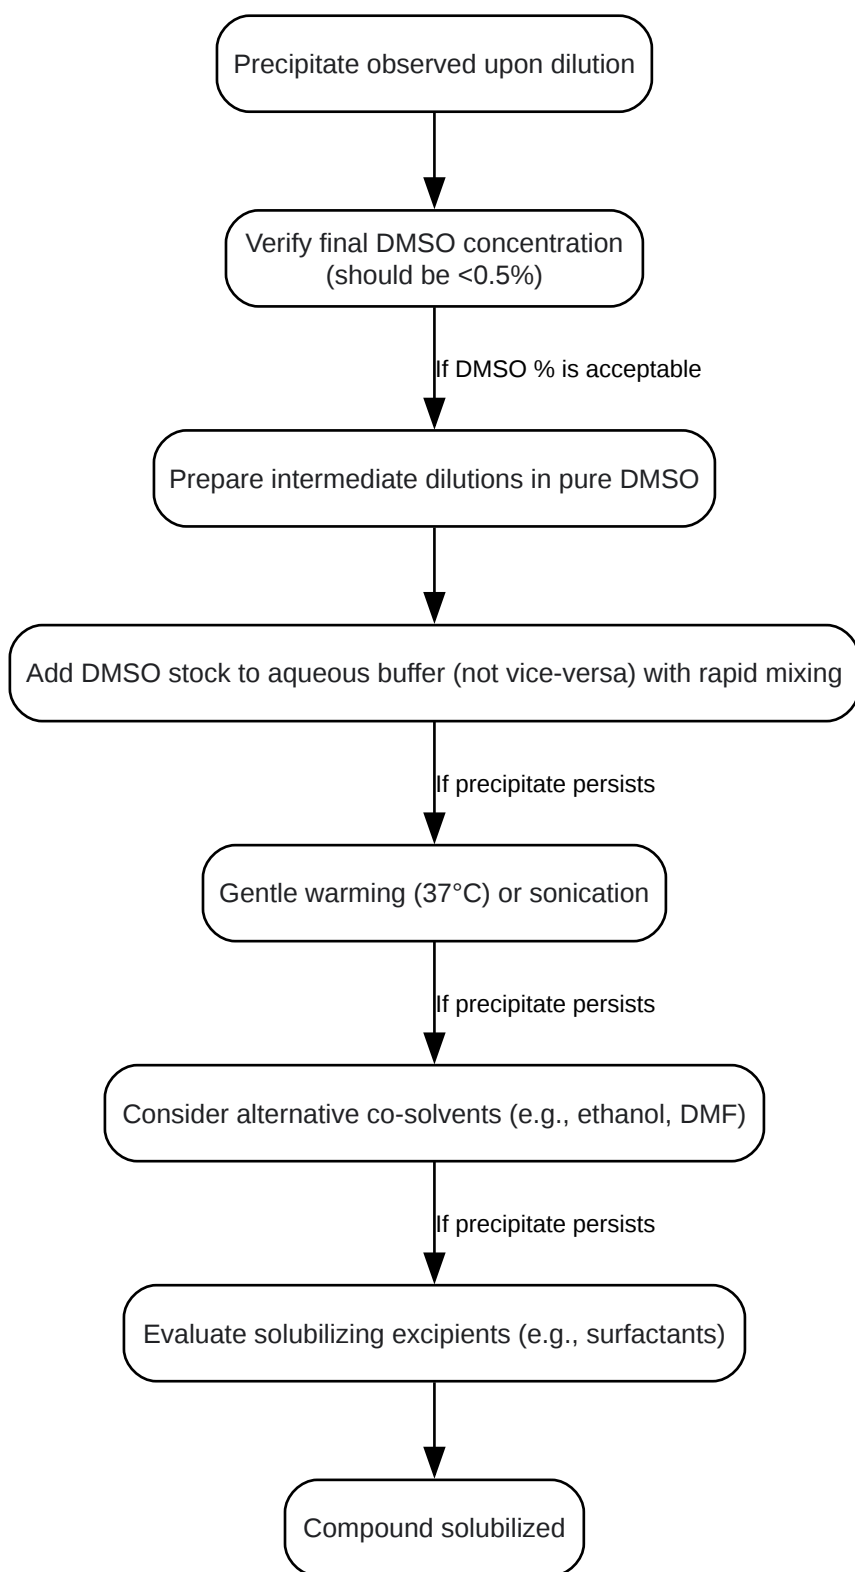 Precipitate observed upon dilution
Verify final DMSO concentration
(should be <0.5%)
If DMSO % is acceptable
Prepare intermediate dilutions in pure DMSO
Add DMSO stock to aqueous buffer (not vice-versa) with rapid mixing
If precipitate persists
Gentle warming (37°C) or sonication
If precipitate persists
Consider alternative co-solvents (e.g., ethanol, DMF)
If precipitate persists
Evaluate solubilizing excipients (e.g., surfactants)
Compound solubilized